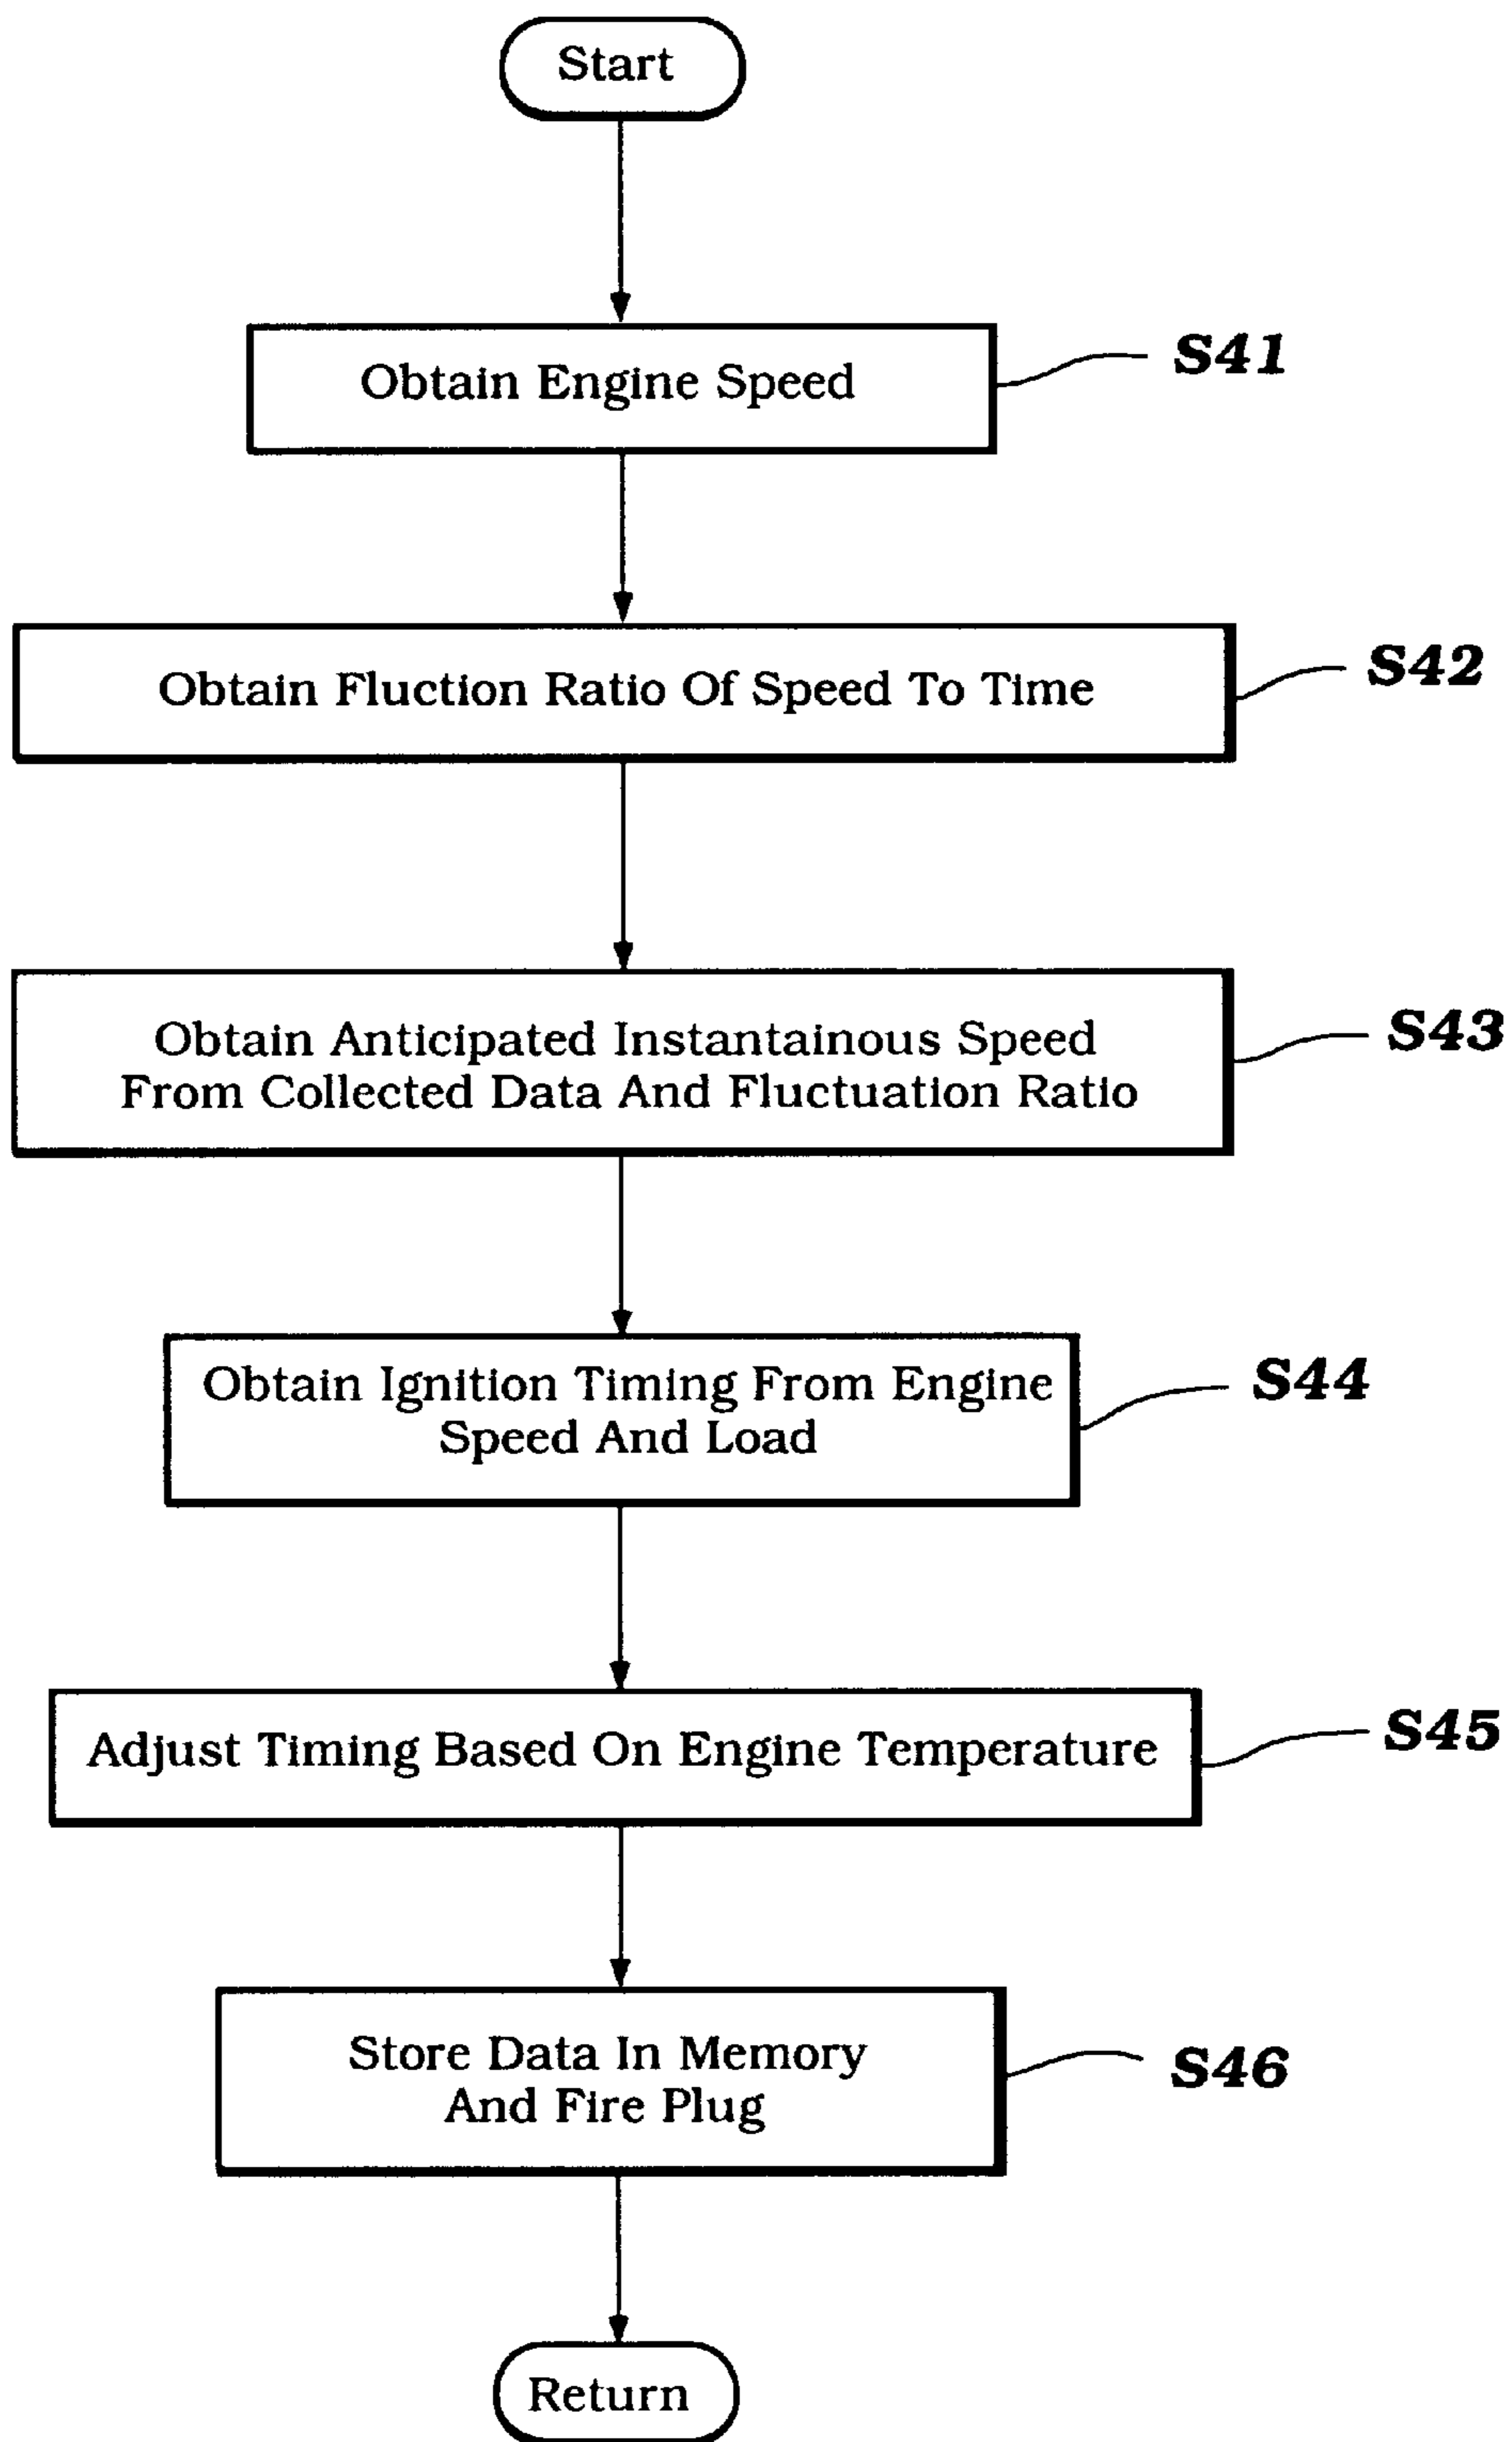 Start
Obtain Engine Speed
S41
Obtain Fluction Ratio Of Speed To Time
S42
Obtain Anticipated Instantainous Speed
From Collected Data And Fluctuation Ratio
S43
Obtain Ignition Timing From Engine
Speed And Load
S44
Adjust Timing Based On Engine Temperature
S45
Store Data In Memory
And Fire Plug
S46
Return